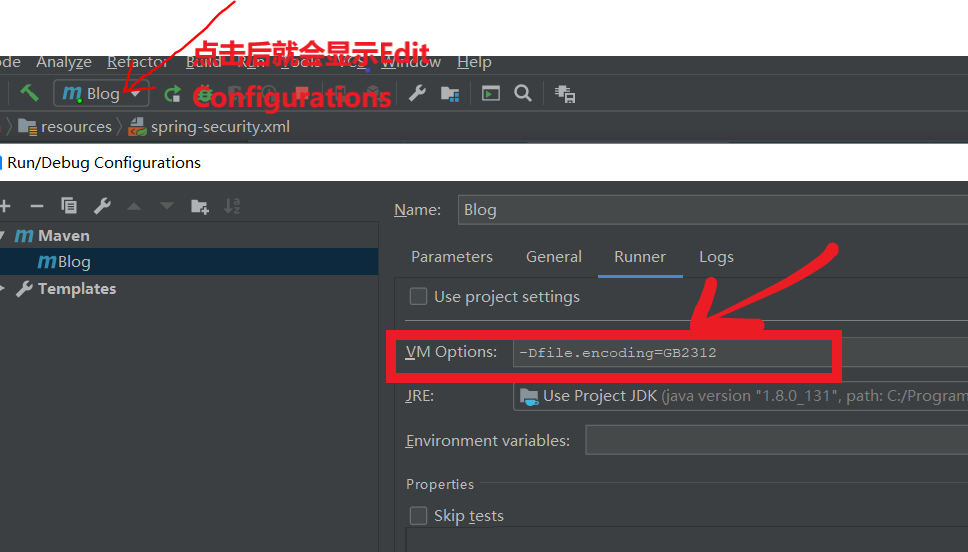 点击后就会显示Edit
Configurations
ode Analyze Refactor Build Run Tools VCS Window Help
Blog
resources spring-security.xml
Run/Debug Configurations
Name: Blog
Maven
Blog
Templates
Parameters General Runner Logs
Use project settings
VM Options: -Dfile.encoding=GB2312
JRE: Use Project JDK (java version "1.8.0_131", path: C:/Program
Environment variables:
Properties
Skip tests